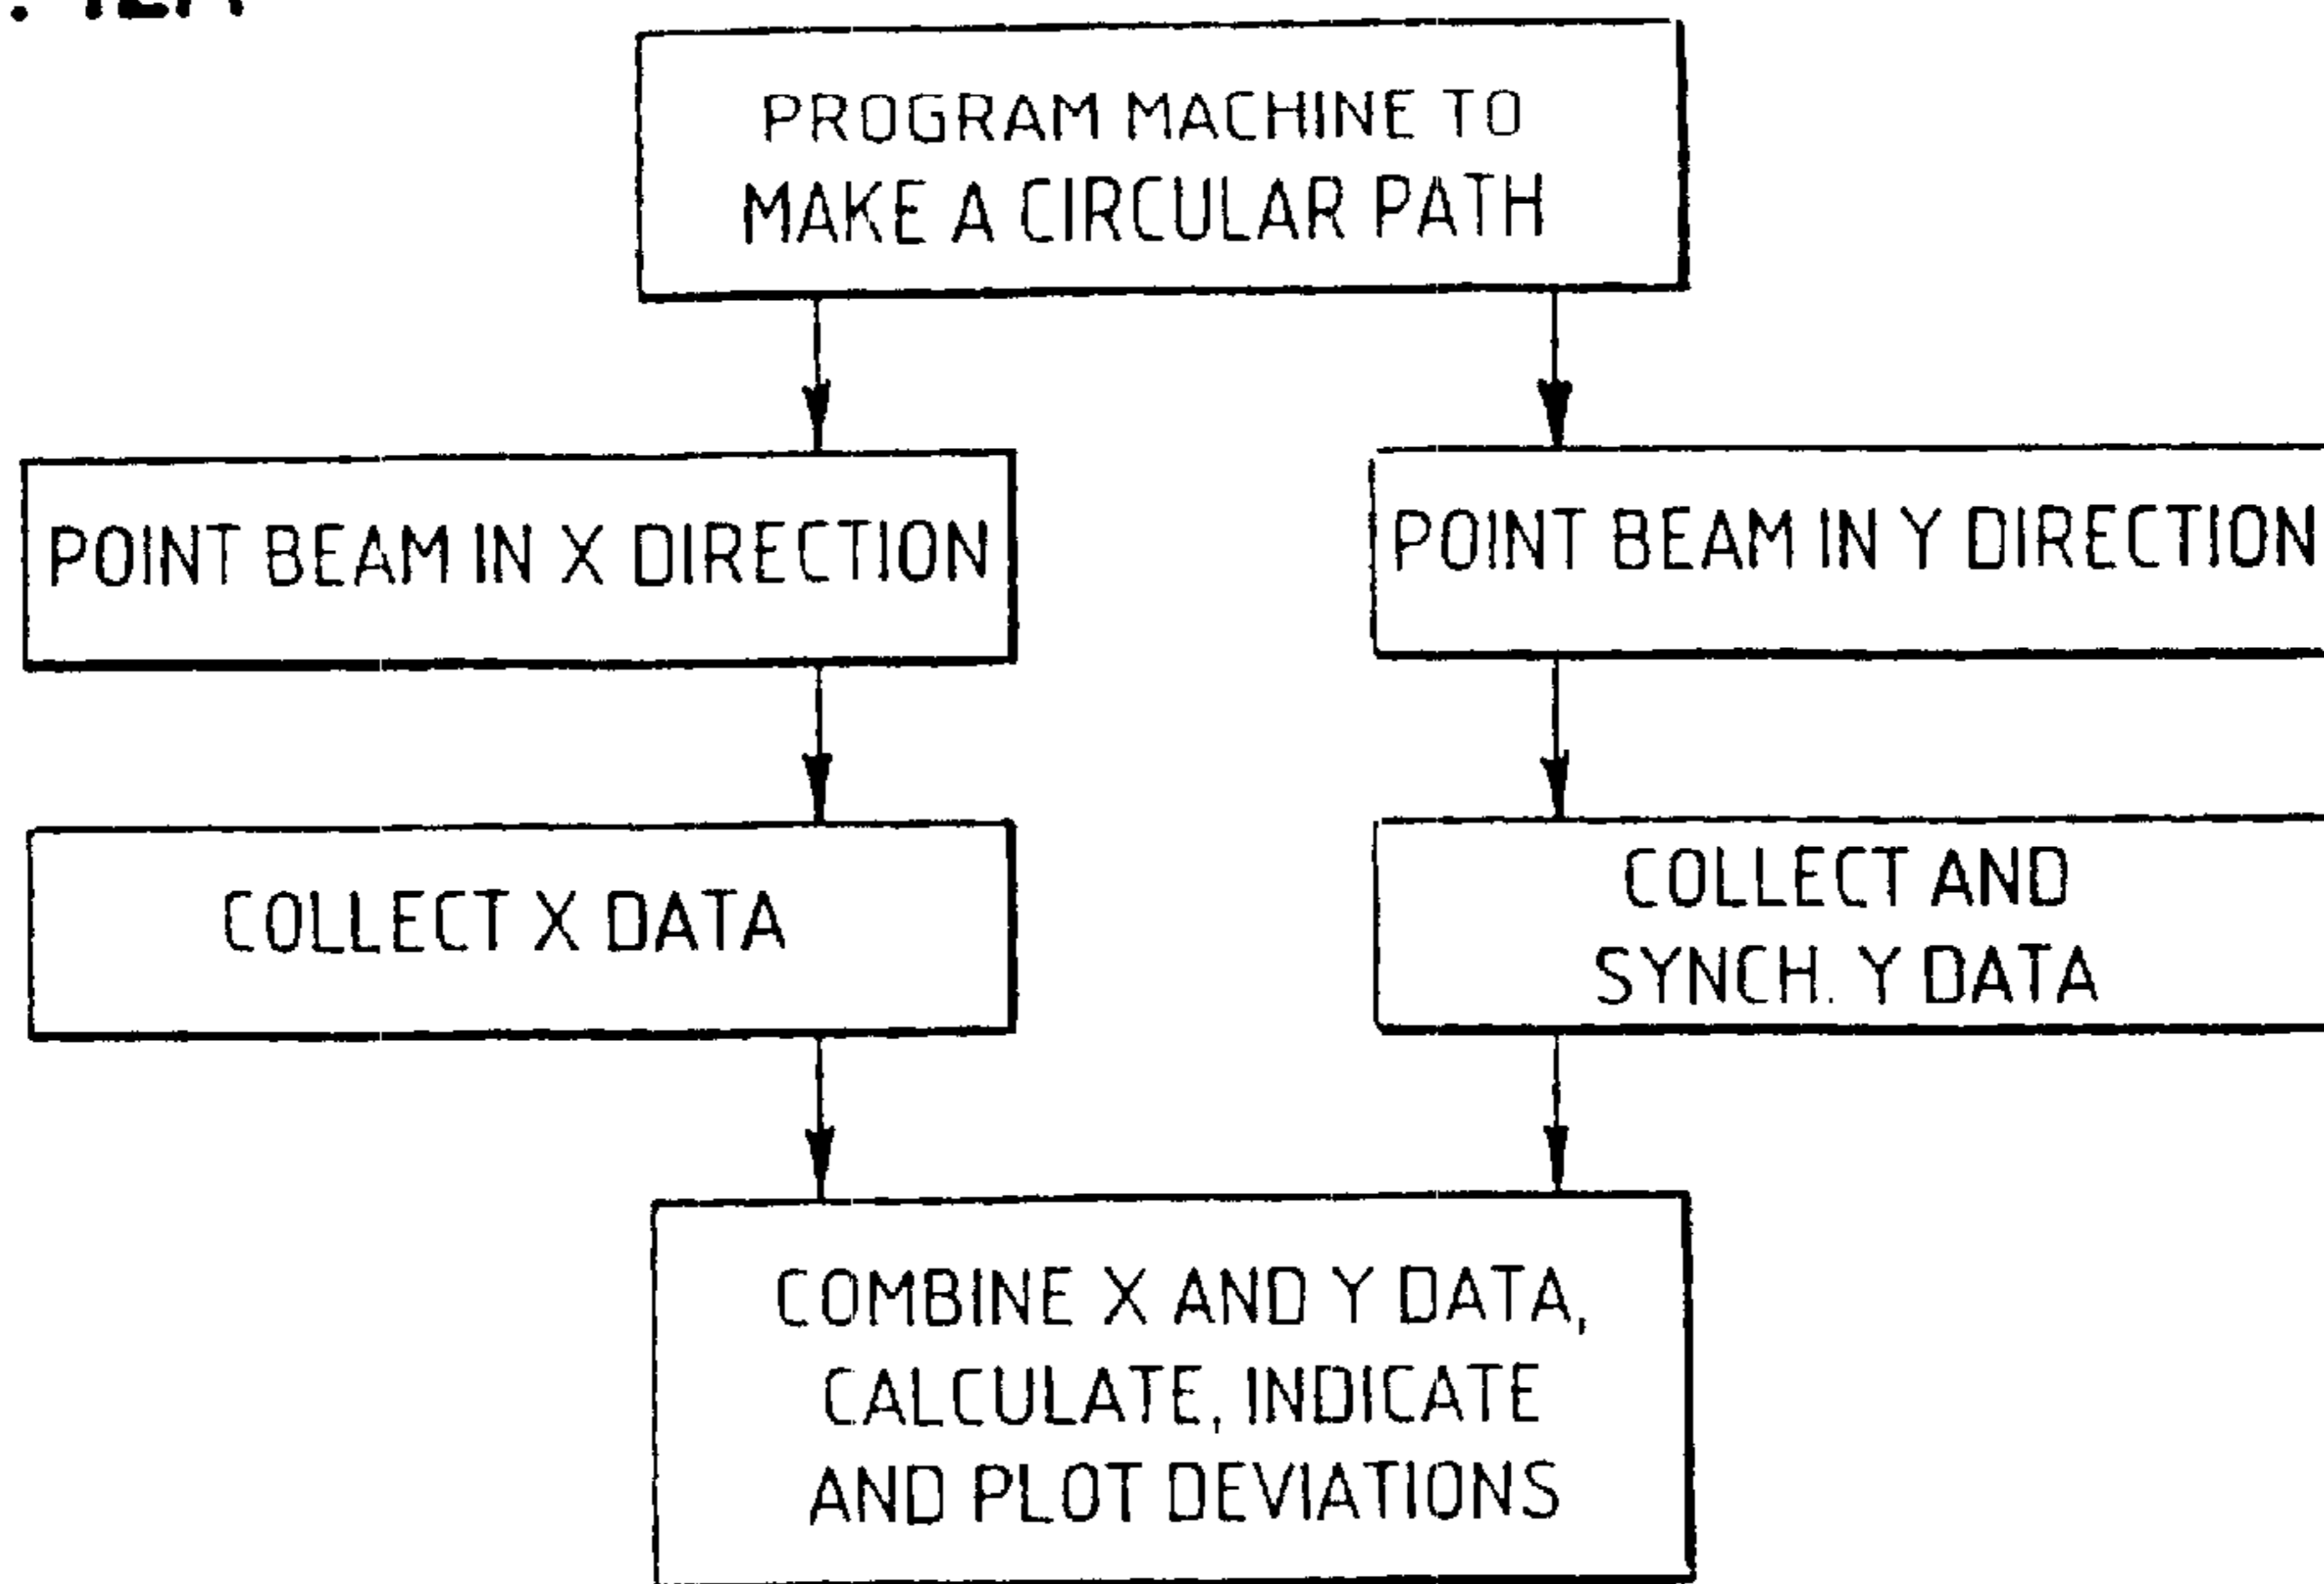 PROGRAM MACHINE TO
MAKE A CIRCULAR PATH
POINT BEAM IN X DIRECTION
POINT BEAM IN Y DIRECTION
COLLECT X DATA
COLLECT AND
SYNCH. Y DATA
COMBINE X AND Y DATA,
CALCULATE, INDICATE
AND PLOT DEVIATIONS